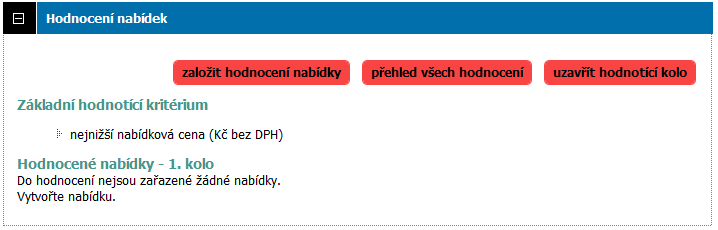 Hodnocení nabídek
založit hodnocení nabídky přehled všech hodnocení uzavřít hodnotící kolo
Základní hodnotící kritérium
nejnižší nabídková cena (Kč bez DPH)
Hodnocené nabídky - 1. kolo
Do hodnocení nejsou zařazené žádné nabídky.
Vytvořte nabídku.